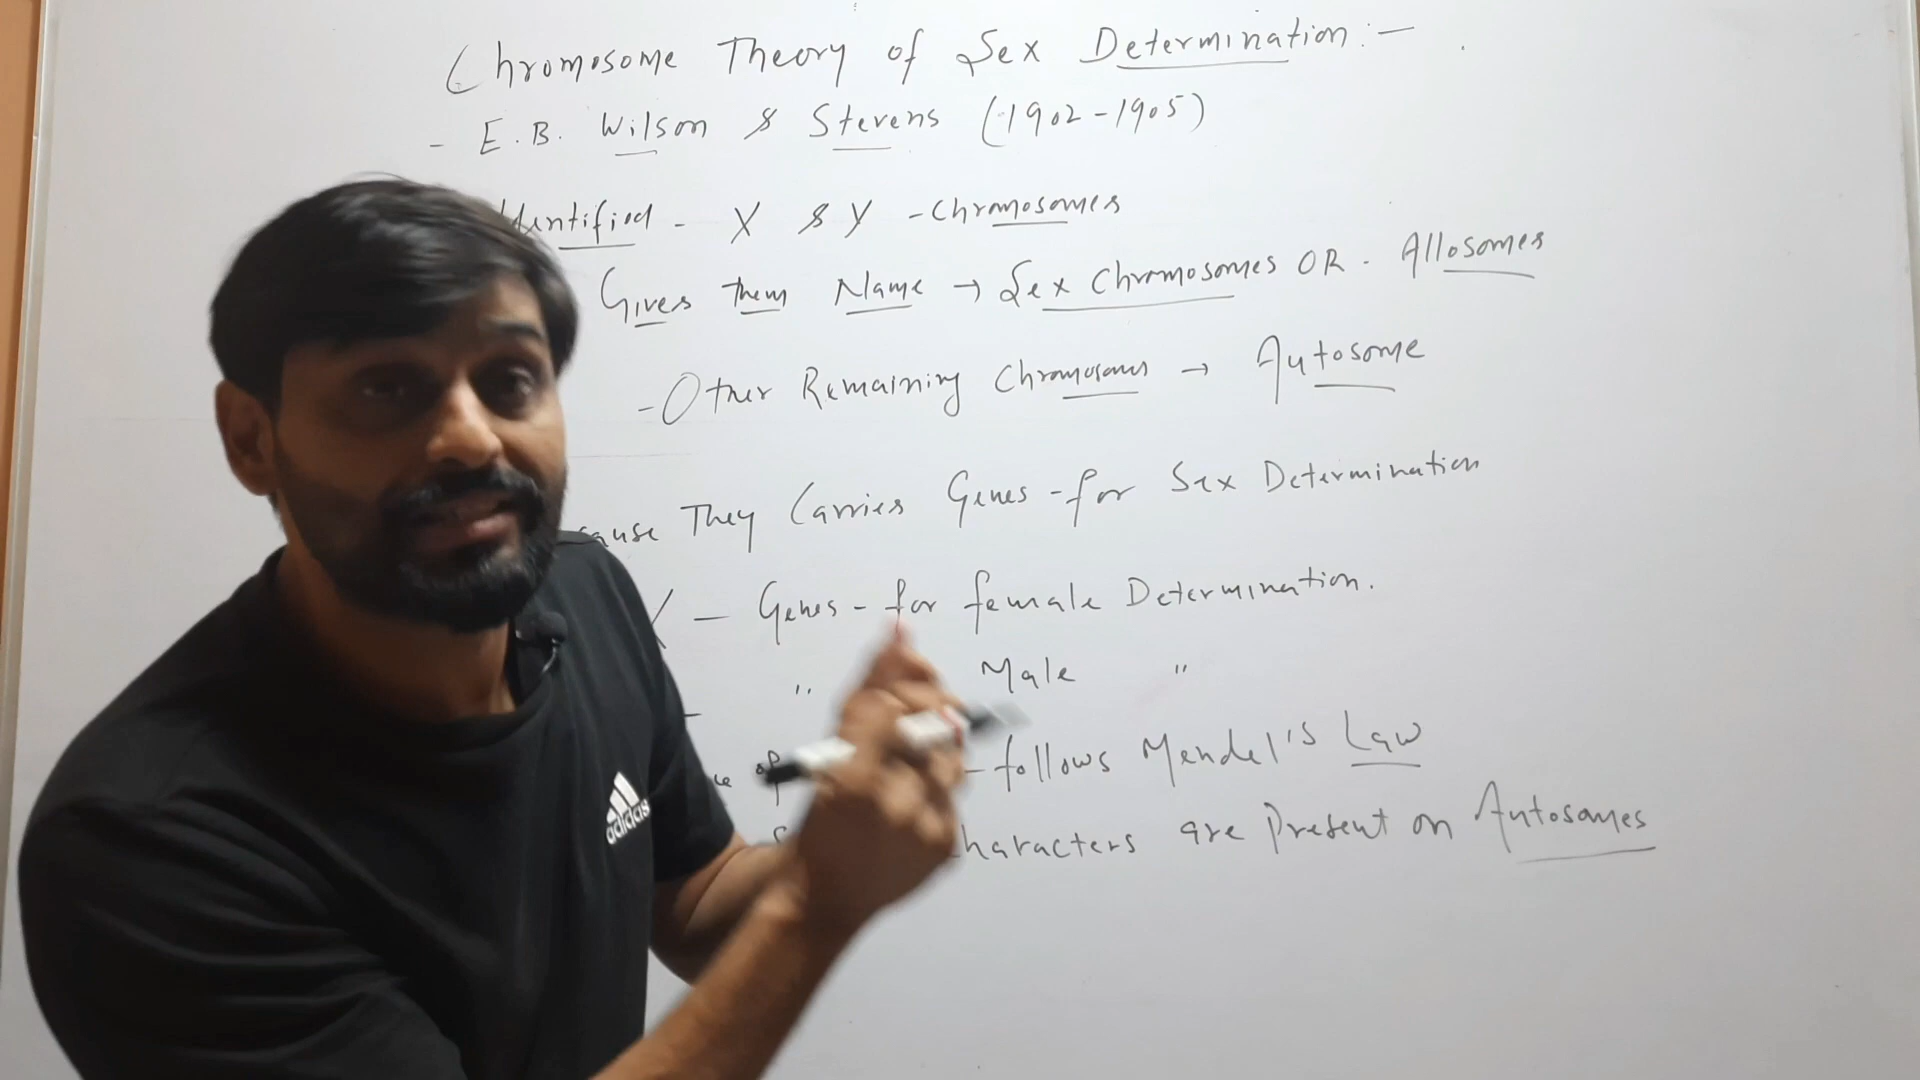 Chromosome Theory of Sex Determination:-
- E.B. Wilson & Stevens (1902-1905)
Identified - X & Y - Chromosomes
Gives them Name → Sex Chromosomes OR. Allosomes
- Other Remaining Chromosomes → Autosome
They Carries Genes - for Sex Determination
X - Genes - for female Determination.
" Male "
- follows Mendel's Law
characters are Present on Autosomes
adidas